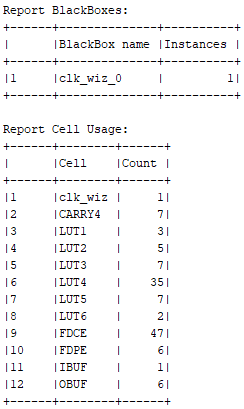 Report BlackBoxes:
+------+--------------+----------+
|      |BlackBox name |Instances |
+------+--------------+----------+
|1     |clk_wiz_0     |         1|
+------+--------------+----------+

Report Cell Usage:
+------+--------+------+
|      |Cell    |Count |
+------+--------+------+
|1     |clk_wiz |     1|
|2     |CARRY4  |     7|
|3     |LUT1    |     3|
|4     |LUT2    |     5|
|5     |LUT3    |     7|
|6     |LUT4    |    35|
|7     |LUT5    |     7|
|8     |LUT6    |     2|
|9     |FDCE    |    47|
|10    |FDPE    |     6|
|11    |IBUF    |     1|
|12    |OBUF    |     6|
+------+--------+------+